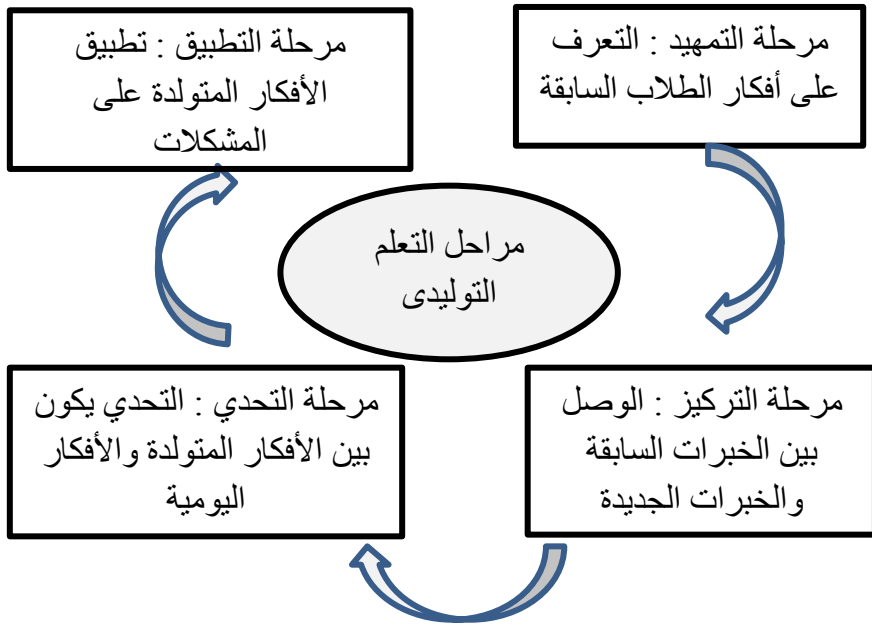 مرحلة التمهيد : التعرف
على أفكار الطلاب السابقة
مرحلة التطبيق : تطبيق
الأفكار المتولدة على
المشكلات
مراحل التعلم
التوليدى
مرحلة التركيز : الوصل
بين الخبرات السابقة
والخبرات الجديدة
مرحلة التحدي : التحدي يكون
بين الأفكار المتولدة والأفكار
اليومية